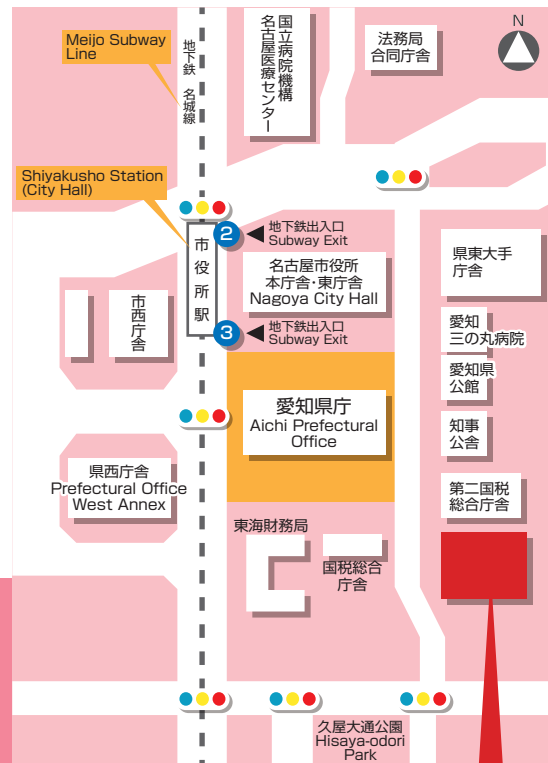 Meijo Subway
Line
地下鉄 名城線
国立病院機構
名古屋医療センター
法務局
合同庁舎
N
Shiyakusho Station
(City Hall)
市役所駅
2
地下鉄出入口
Subway Exit
名古屋市役所
本庁舎・東庁舎
Nagoya City Hall
県東大手
庁舎
市西庁舎
3
地下鉄出入口
Subway Exit
愛知
三の丸病院
愛知県
公館
愛知県庁
Aichi Prefectural
Office
知事
公舎
県西庁舎
Prefectural Office
West Annex
第二国税
総合庁舎
東海財務局
国税総合
庁舎
久屋大通公園
Hisaya-odori
Park